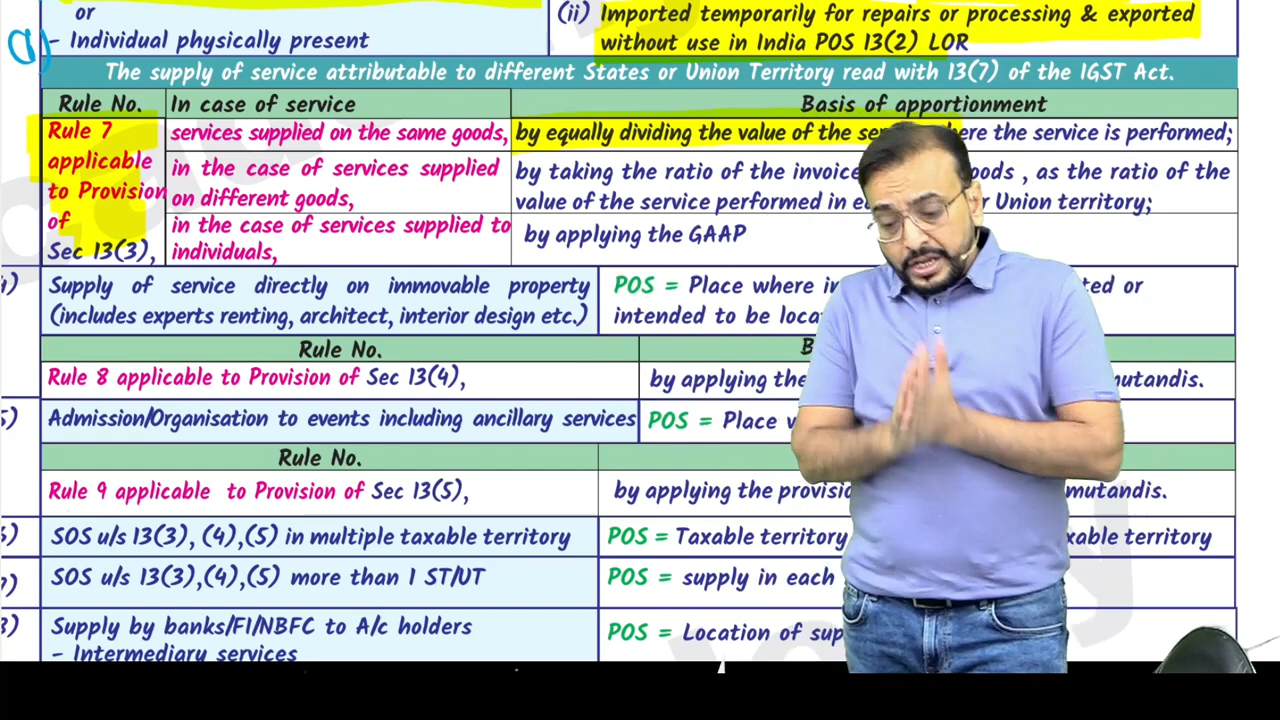 or
- Individual physically present
(ii) Imported temporarily for repairs or processing & exported
without use in India POS 13(2) LOR
a)
The supply of service attributable to different States or Union Territory read with 13(7) of the IGST Act.
Rule No. In case of service Basis of apportionment
Rule 7
applicable
to Provision
of
Sec 13(3),
services supplied on the same goods,
by equally dividing the value of the where the service is performed;
in the case of services supplied
on different goods,
by taking the ratio of the invoice , as the ratio of the
value of the service performed in Union territory;
in the case of services supplied to
individuals,
by applying the GAAP
Supply of service directly on immovable property
(includes experts renting, architect, interior design etc.)
POS = Place where or
intended to be
Rule No.
Rule 8 applicable to Provision of Sec 13(4),
by applying the mutandis.
5)
Admission/Organisation to events including ancillary services
POS = Place
Rule No.
Rule 9 applicable to Provision of Sec 13(5),
by applying the mutandis.
SOS u/s 13(3), (4),(5) in multiple taxable territory
POS = Taxable territory territory
7)
SOS u/s 13(3),(4),(5) more than 1 ST/UT
POS = supply in each
Supply by banks/FI/NBFC to A/c holders
- Intermediary services
POS = Location of